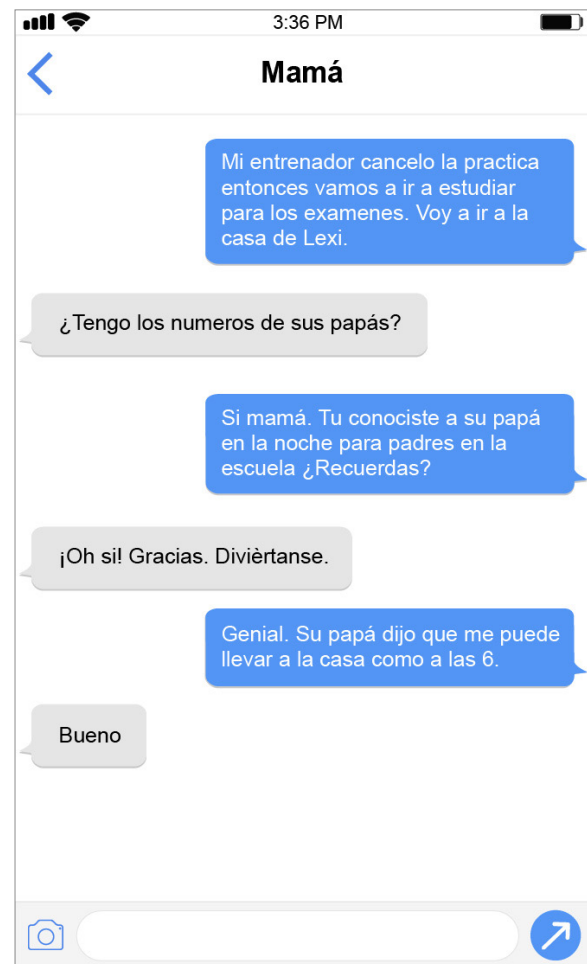 3:36 PM
Mamá
Mi entrenador cancelo la practica
entonces vamos a ir a estudiar
para los examenes. Voy a ir a la
casa de Lexi.
¿Tengo los numeros de sus papás?
Si mamá. Tu conociste a su papá
en la noche para padres en la
escuela ¿Recuerdas?
¡Oh si! Gracias. Divièrtanse.
Genial. Su papá dijo que me puede
llevar a la casa como a las 6.
Bueno